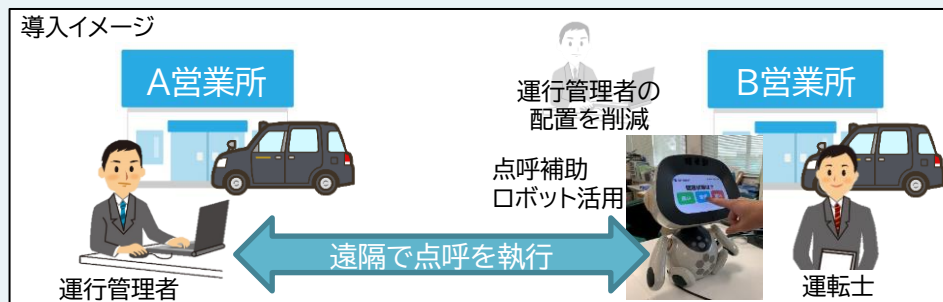 導入イメージ
A営業所
運行管理者の
配置を削減
B営業所
点呼補助
ロボット活用
遠隔で点呼を執行
運行管理者
運転士